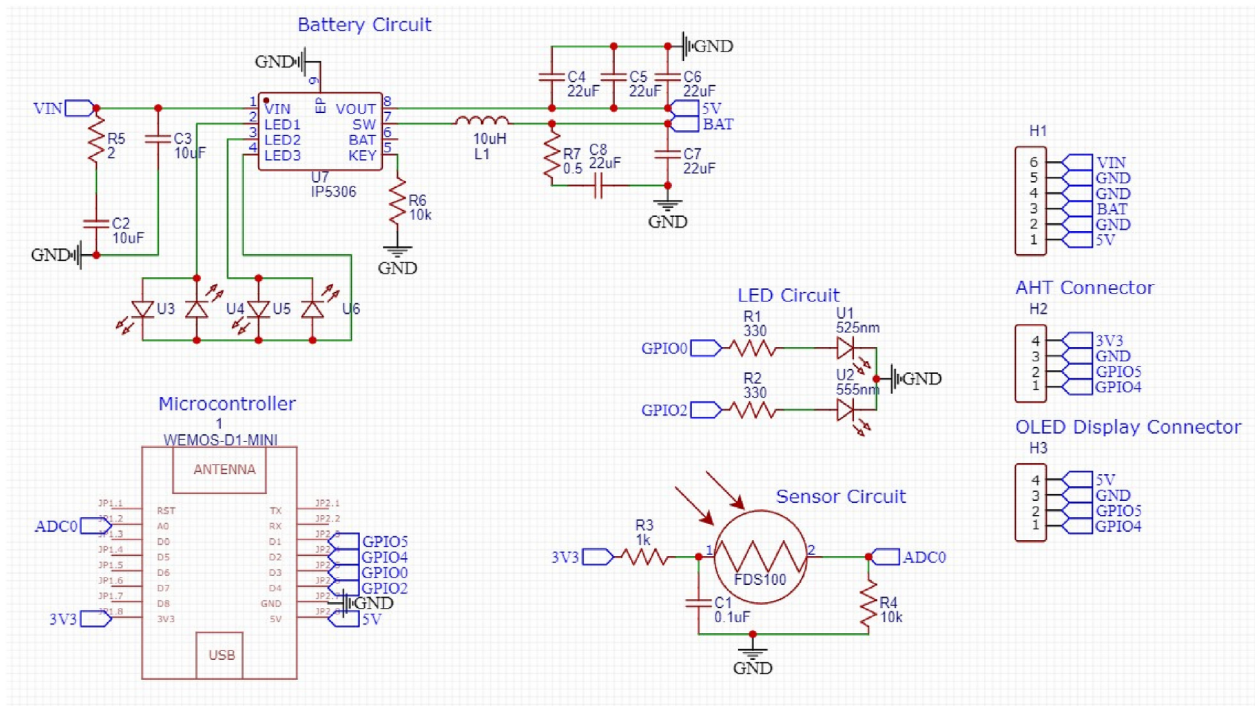 Battery Circuit
GND
GND
9
EP
C4
22uF
C5
22uF
C6
22uF
VIN
1
VIN
VOUT
8
5V
2
LED1
SW
7
BAT
3
LED2
BAT
6
4
LED3
KEY
5
R5
2
C3
10uF
10uH
L1
R7
0.5
C8
22uF
C7
22uF
U7
IP5306
R6
10k
GND
C2
10uF
GND
GND
U3
U4
U5
U6
H1
6
VIN
5
GND
4
GND
3
BAT
2
GND
1
5V
LED Circuit
R1
330
U1
525nm
GPIO0
GND
R2
330
U2
555nm
GPIO2
AHT Connector
H2
4
3V3
3
GND
2
GPIO5
1
GPIO4
OLED Display Connector
H3
4
5V
3
GND
2
GPIO5
1
GPIO4
Microcontroller
1
WEMOS-D1-MINI
ANTENNA
JP1.1
RST
TX
JP2.1
ADC0
JP1.2
A0
RX
JP2.2
JP1.3
D0
D1
GPIO5
JP1.4
D5
D2
GPIO4
JP1.5
D6
D3
GPIO0
JP1.6
D7
D4
GPIO2
JP1.7
D8
GND
GND
3V3
JP1.8
3V3
5V
5V
USB
Sensor Circuit
R3
1k
3V3
1
2
FDS100
ADC0
C1
0.1uF
R4
10k
GND